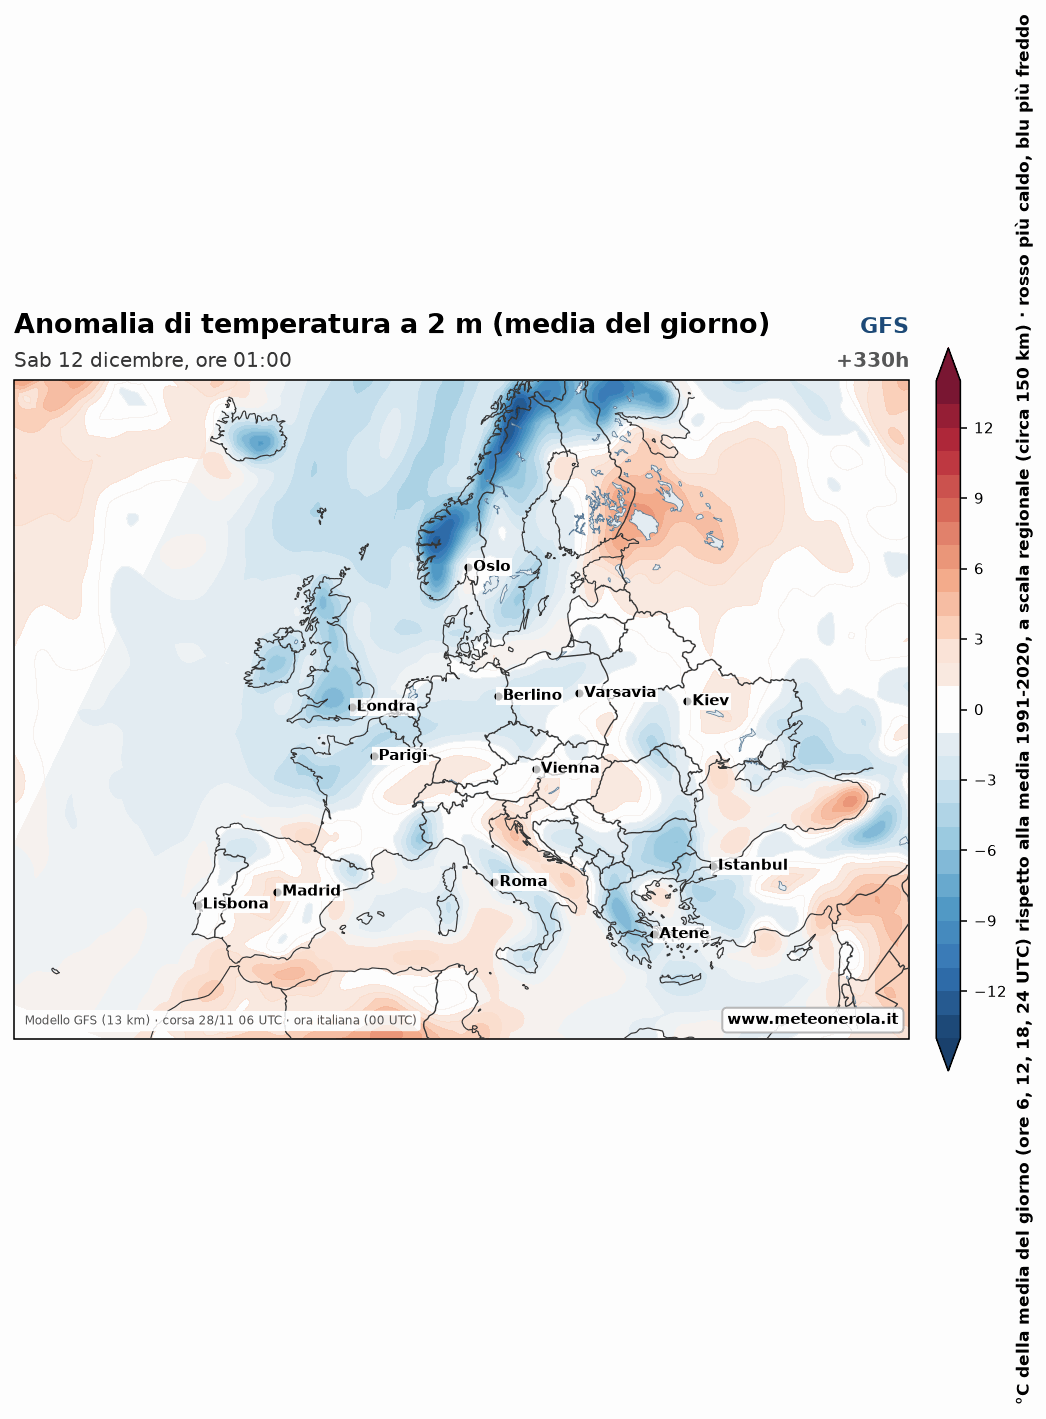 Anomalia di temperatura a 2 m (media del giorno)
GFS
Sab 12 dicembre, ore 01:00
+330h
Oslo
Londra
Berlino
Varsavia
Kiev
Parigi
Vienna
Istanbul
Madrid
Roma
Lisbona
Atene
Modello GFS (13 km) · corsa 28/11 06 UTC · ora italiana (00 UTC)
www.meteonerola.it
12
9
6
3
0
−3
−6
−9
−12
°C della media del giorno (ore 6, 12, 18, 24 UTC) rispetto alla media 1991-2020, a scala regionale (circa 150 km) · rosso più caldo, blu più freddo